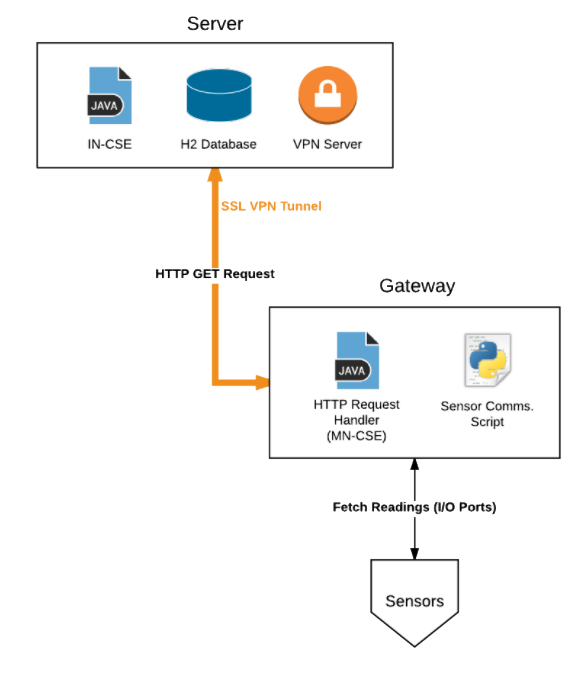 Server
JAVA
IN-CSE
H2 Database
VPN Server
SSL VPN Tunnel
HTTP GET Request
Gateway
JAVA
HTTP Request
Handler
(MN-CSE)
Sensor Comms.
Script
Fetch Readings (I/O Ports)
Sensors